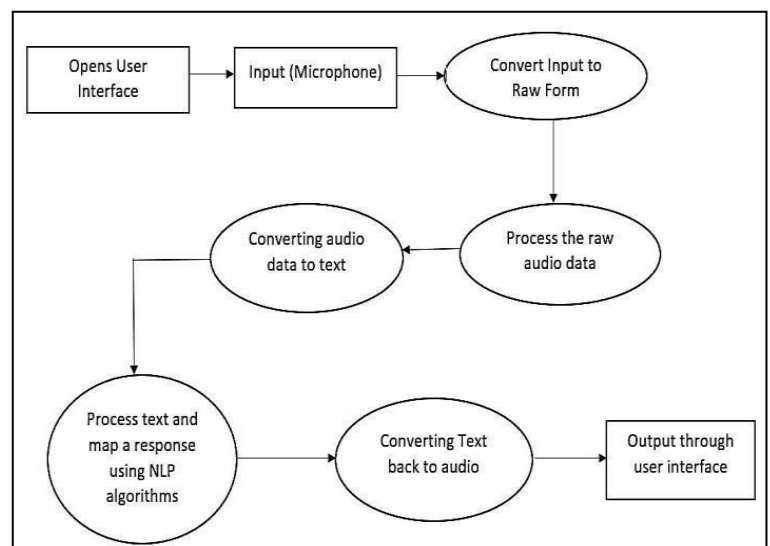 Opens User
Interface
Input (Microphone)
Convert Input to
Raw Form
Process the raw
audio data
Converting audio
data to text
Process text and
map a response
using NLP
algorithms
Converting Text
back to audio
Output through
user interface